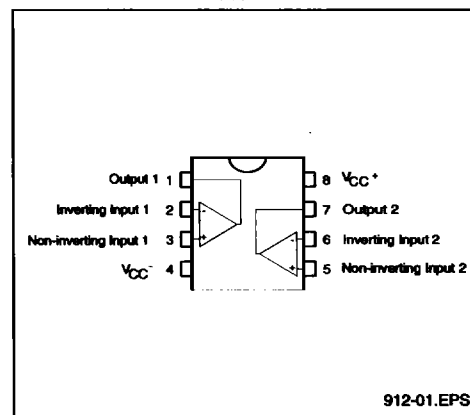 Output 1 1 8 VCC+
Inverting Input 1 2 7 Output 2
Non-inverting Input 1 3 6 Inverting Input 2
VCC- 4 5 Non-inverting Input 2
- -
+ +
912-01.EPS